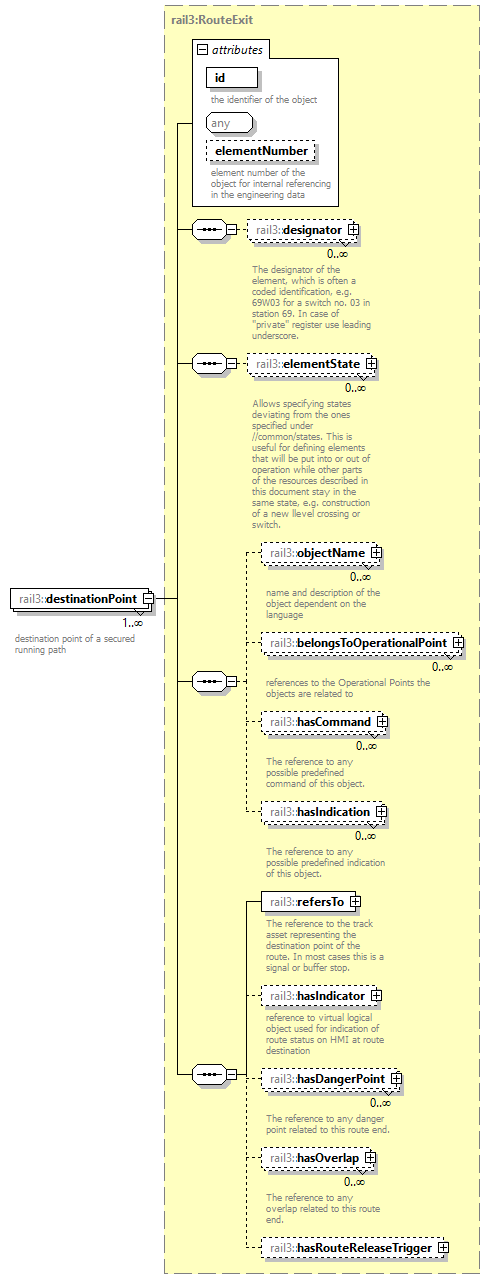 rail3:RouteExit
attributes
id
the identifier of the object
any
elementNumber
element number of the
object for internal referencing
in the engineering data
rail3::designator
0..∞
The designator of the
element, which is often a
coded identification, e.g.
69W03 for a switch no. 03 in
station 69. In case of
"private" register use leading
underscore.
rail3::elementState
0..∞
Allows specifying states
deviating from the ones
specified under
//common/states. This is
useful for defining elements
that will be put into or out of
operation while other parts
of the resources described in
this document stay in the
same state, e.g. construction
of a new llevel crossing or
switch.
rail3::objectName
0..∞
name and description of the
object dependent on the
language
rail3::destinationPoint
1..∞
destination point of a secured
running path
rail3::belongsToOperationalPoint
0..∞
references to the Operational Points the
objects are related to
rail3::hasCommand
0..∞
The reference to any
possible predefined
command of this object.
rail3::hasIndication
0..∞
The reference to any
possible predefined indication
of this object.
rail3::refersTo
The reference to the track
asset representing the
destination point of the
route. In most cases this is a
signal or buffer stop.
rail3::hasIndicator
reference to virtual logical
object used for indication of
route status on HMI at route
destination
rail3::hasDangerPoint
0..∞
The reference to any danger
point related to this route end.
rail3::hasOverlap
0..∞
The reference to any
overlap related to this route
end.
rail3::hasRouteReleaseTrigger